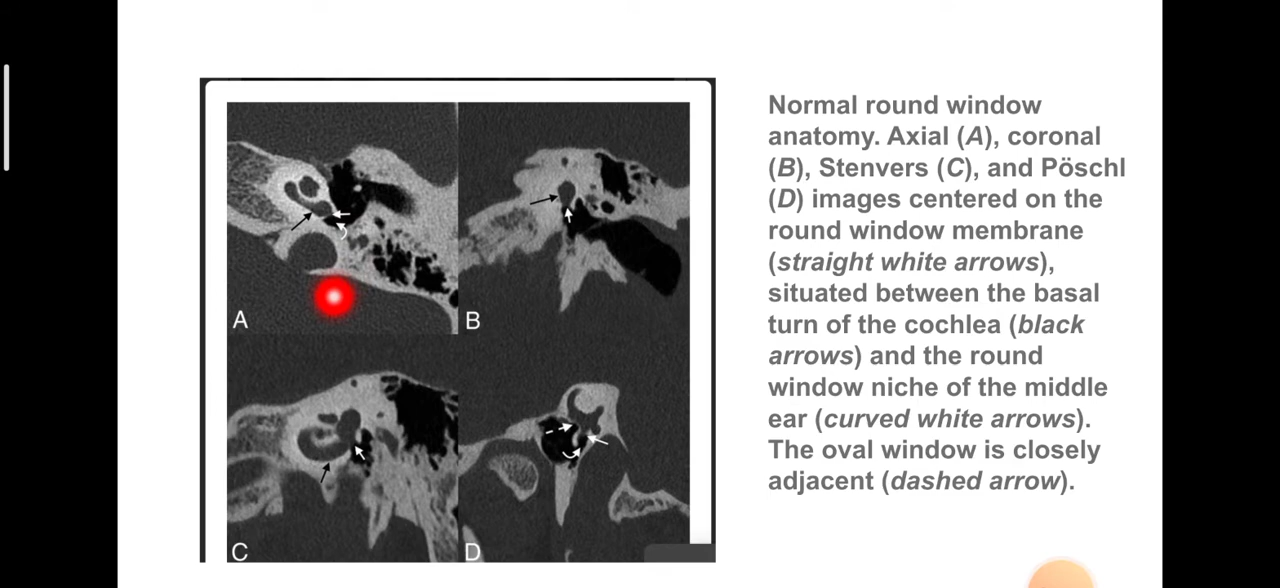 A
B
C
D
Normal round window
anatomy. Axial (A), coronal
(B), Stenvers (C), and Pöschl
(D) images centered on the
round window membrane
(straight white arrows),
situated between the basal
turn of the cochlea (black
arrows) and the round
window niche of the middle
ear (curved white arrows).
The oval window is closely
adjacent (dashed arrow).